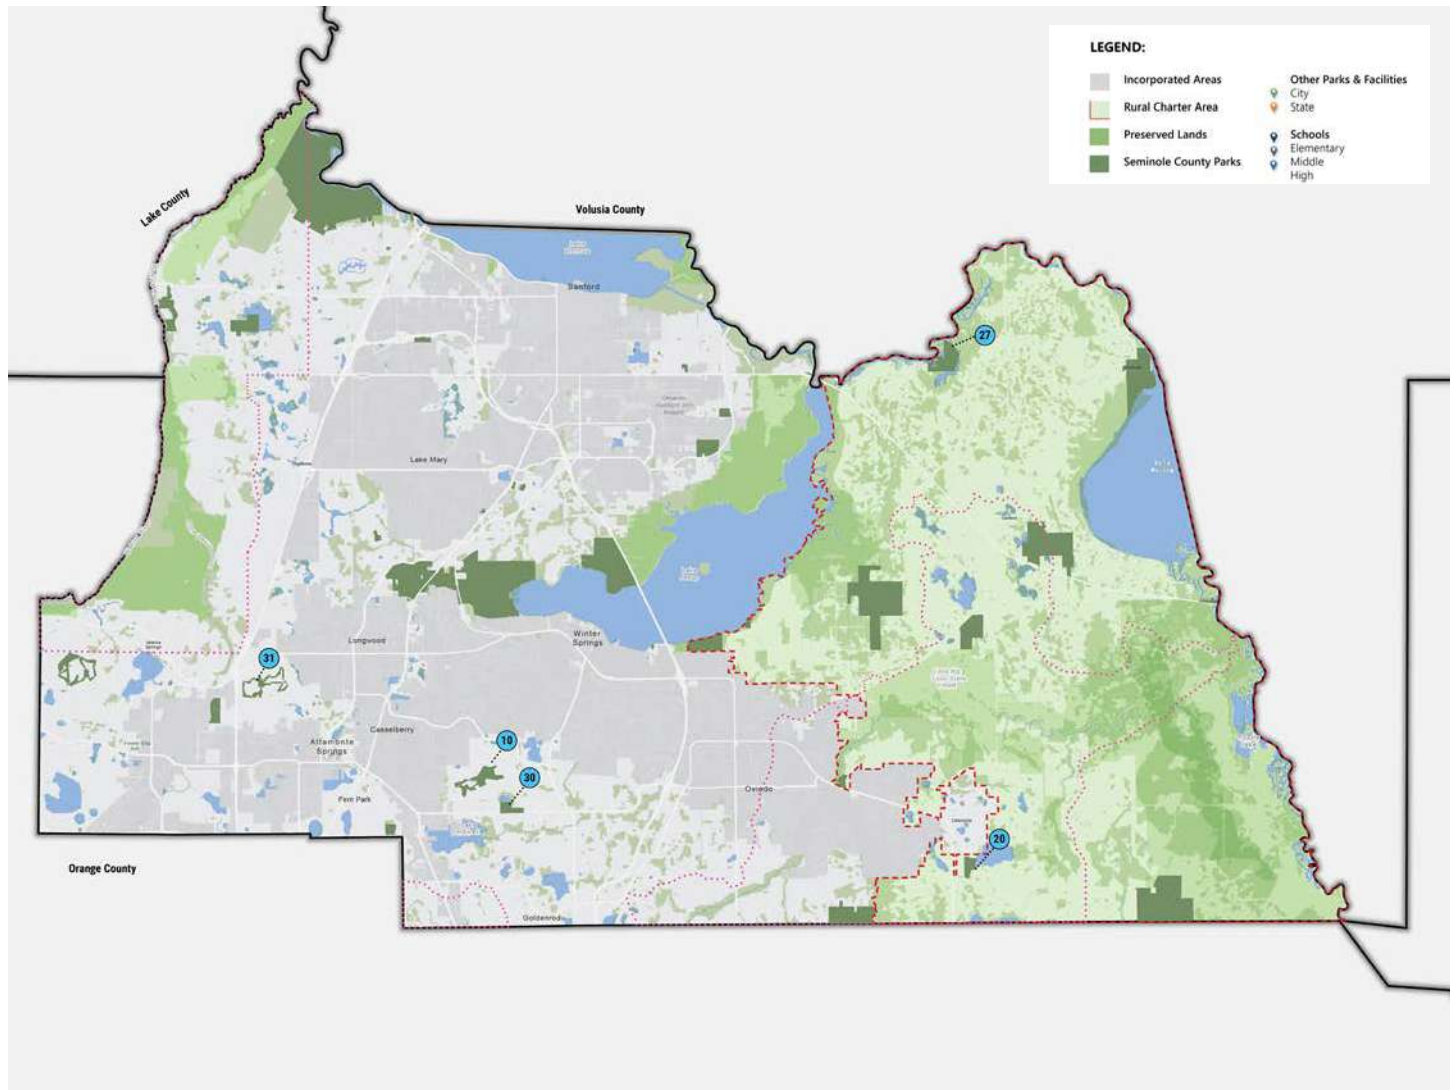 LEGEND:
Incorporated Areas
Rural Charter Area
Preserved Lands
Seminole County Parks
Other Parks & Facilities
City
State
Schools
Elementary
Middle
High
Lake County
Volusia County
Sanford
27
Lake Mary
Longwood
Winter
Springs
31
Casselberry
Altamonte
Springs
10
30
Fern Park
Oviedo
20
Orange County
Goldenrod